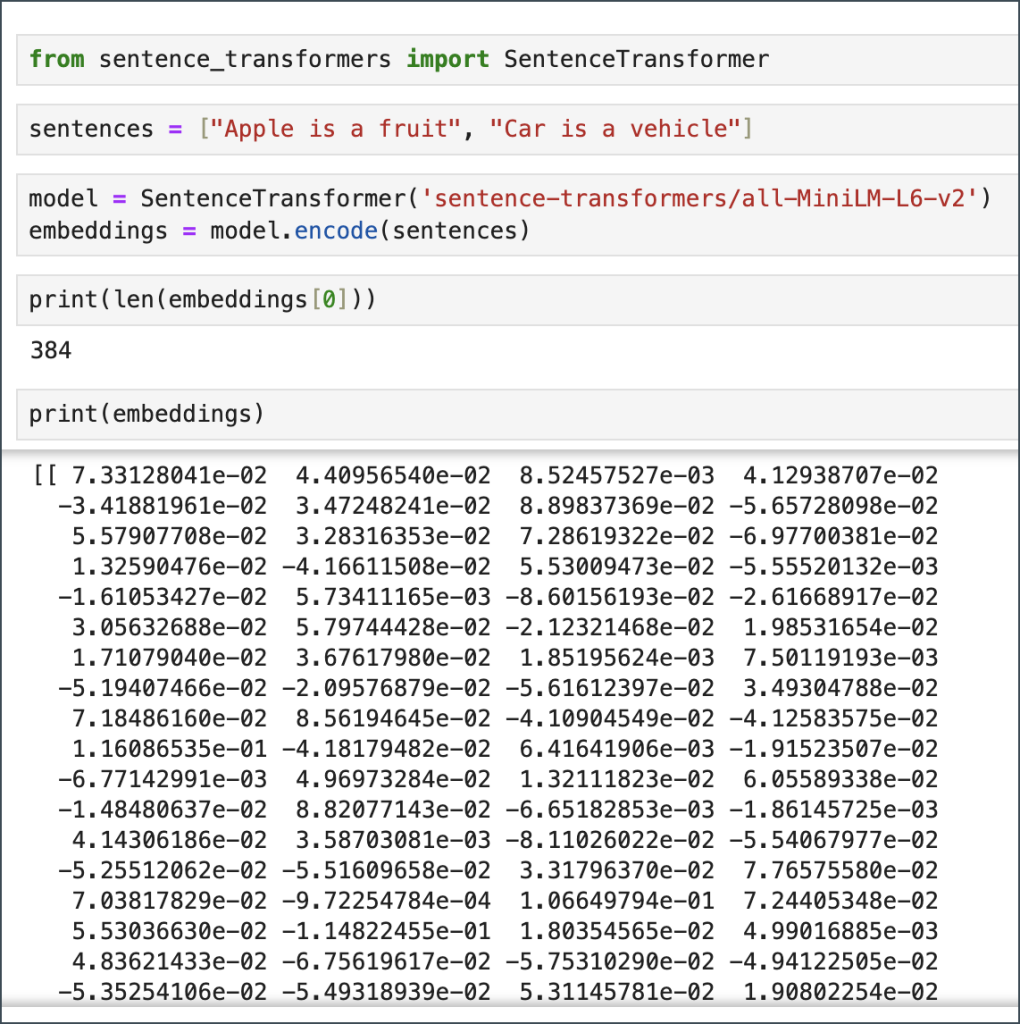 from sentence_transformers import SentenceTransformer
sentences = ["Apple is a fruit", "Car is a vehicle"]
model = SentenceTransformer('sentence-transformers/all-MiniLM-L6-v2')
embeddings = model.encode(sentences)
print(len(embeddings[0]))
384
print(embeddings)
[[ 7.33128041e-02  4.40956540e-02  8.52457527e-03  4.12938707e-02
  -3.41881961e-02  3.47248241e-02  8.89837369e-02 -5.65728098e-02
   5.57907708e-02  3.28316353e-02  7.28619322e-02 -6.97700381e-02
   1.32590476e-02 -4.16611508e-02  5.53009473e-02 -5.55520132e-03
  -1.61053427e-02  5.73411165e-03 -8.60156193e-02 -2.61668917e-02
   3.05632688e-02  5.79744428e-02 -2.12321468e-02  1.98531654e-02
   1.71079040e-02  3.67617980e-02  1.85195624e-03  7.50119193e-03
  -5.19407466e-02 -2.09576879e-02 -5.61612397e-02  3.49304788e-02
   7.18486160e-02  8.56194645e-02 -4.10904549e-02 -4.12583575e-02
   1.16086535e-01 -4.18179482e-02  6.41641906e-03 -1.91523507e-02
  -6.77142991e-03  4.96973284e-02  1.32111823e-02  6.05589338e-02
  -1.48480637e-02  8.82077143e-02 -6.65182853e-03 -1.86145725e-03
   4.14306186e-02  3.58703081e-03 -8.11026022e-02 -5.54067977e-02
  -5.25512062e-02 -5.51609658e-02  3.31796370e-02  7.76575580e-02
   7.03817829e-02 -9.72254784e-04  1.06649794e-01  7.24405348e-02
   5.53036630e-02 -1.14822455e-01  1.80354565e-02  4.99016885e-03
   4.83621433e-02 -6.75619617e-02 -5.75310290e-02 -4.94122505e-02
  -5.35254106e-02 -5.49318939e-02  5.31145781e-02  1.90802254e-02